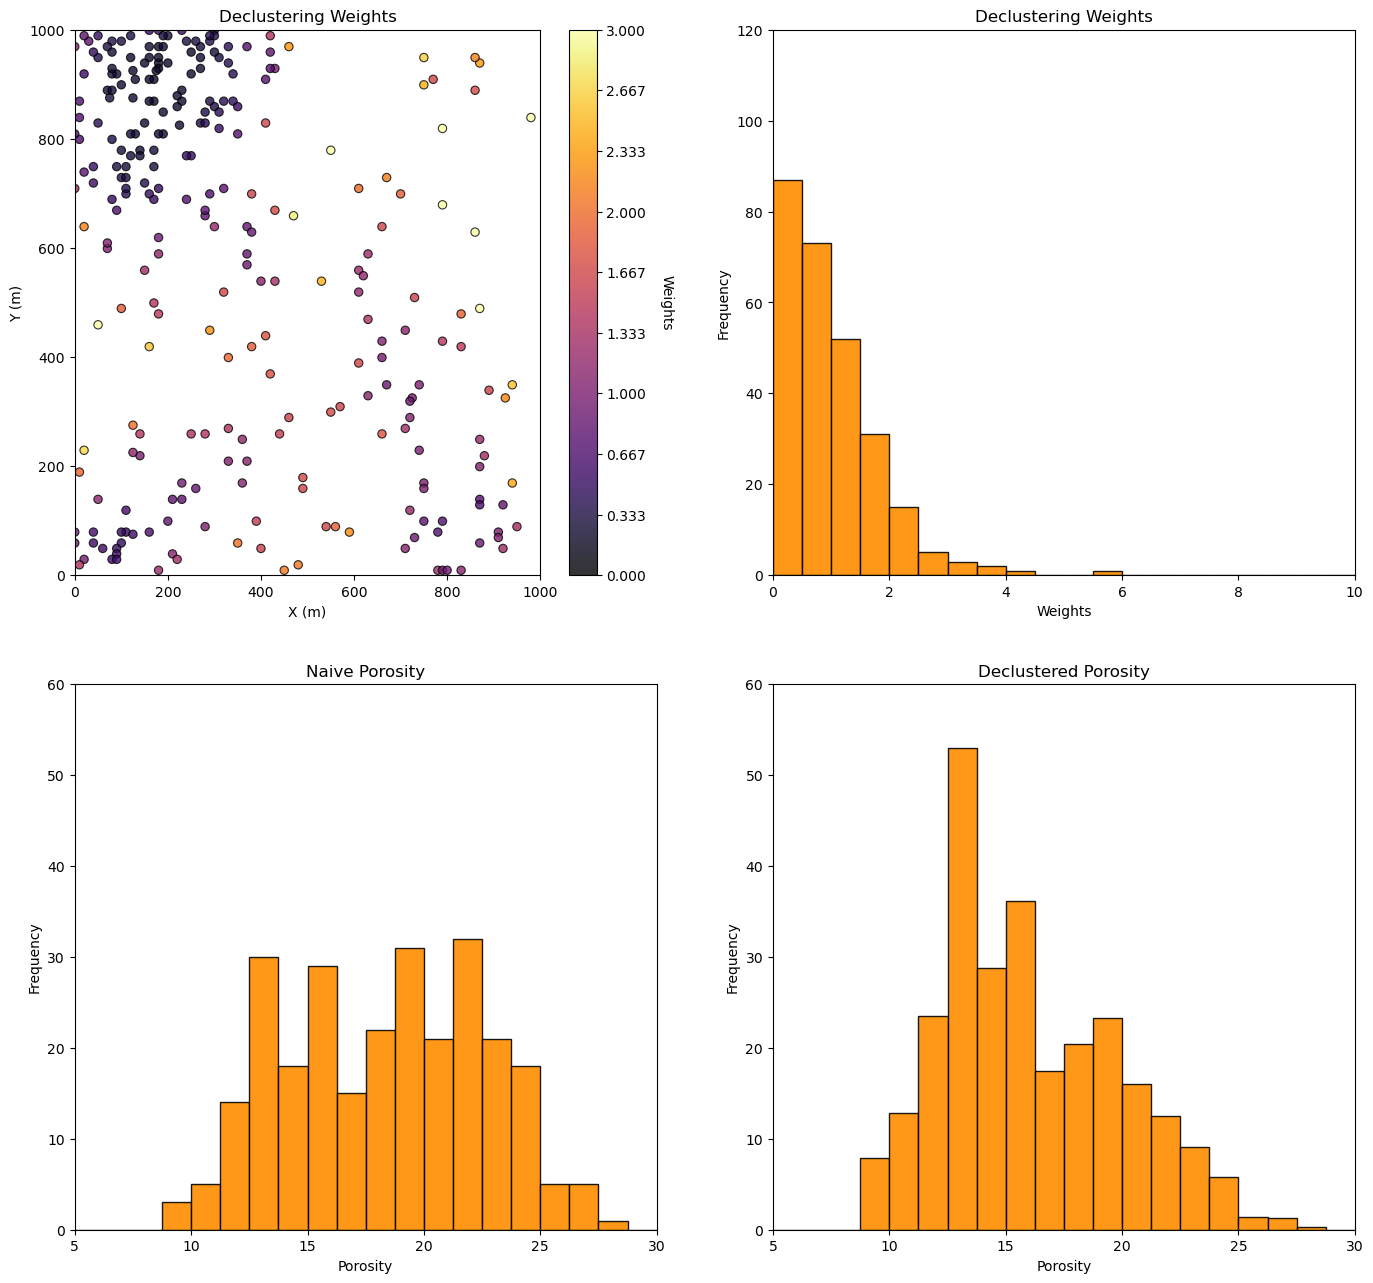 Declustering Weights
1000
800
600
400
200
0
Y (m)
0 200 400 600 800 1000
X (m)
3.000
2.667
2.333
2.000
1.667
1.333
1.000
0.667
0.333
0.000
Weights
Declustering Weights
120
100
80
60
40
20
0
Frequency
0 2 4 6 8 10
Weights
Naive Porosity
60
50
40
30
20
10
0
Frequency
5 10 15 20 25 30
Porosity
Declustered Porosity
60
50
40
30
20
10
0
Frequency
5 10 15 20 25 30
Porosity